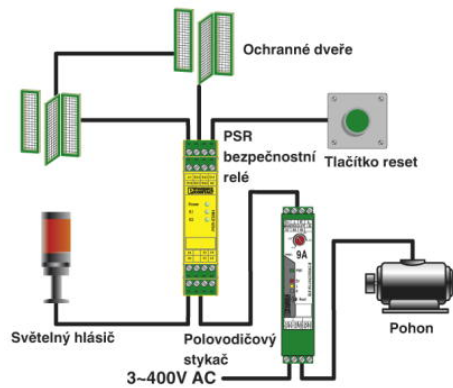 Ochranné dveře
PSR
bezpečnostní
relé
Tlačítko reset
9A
Světelný hlásič
Polovodičový
stykač
Pohon
3~400V AC